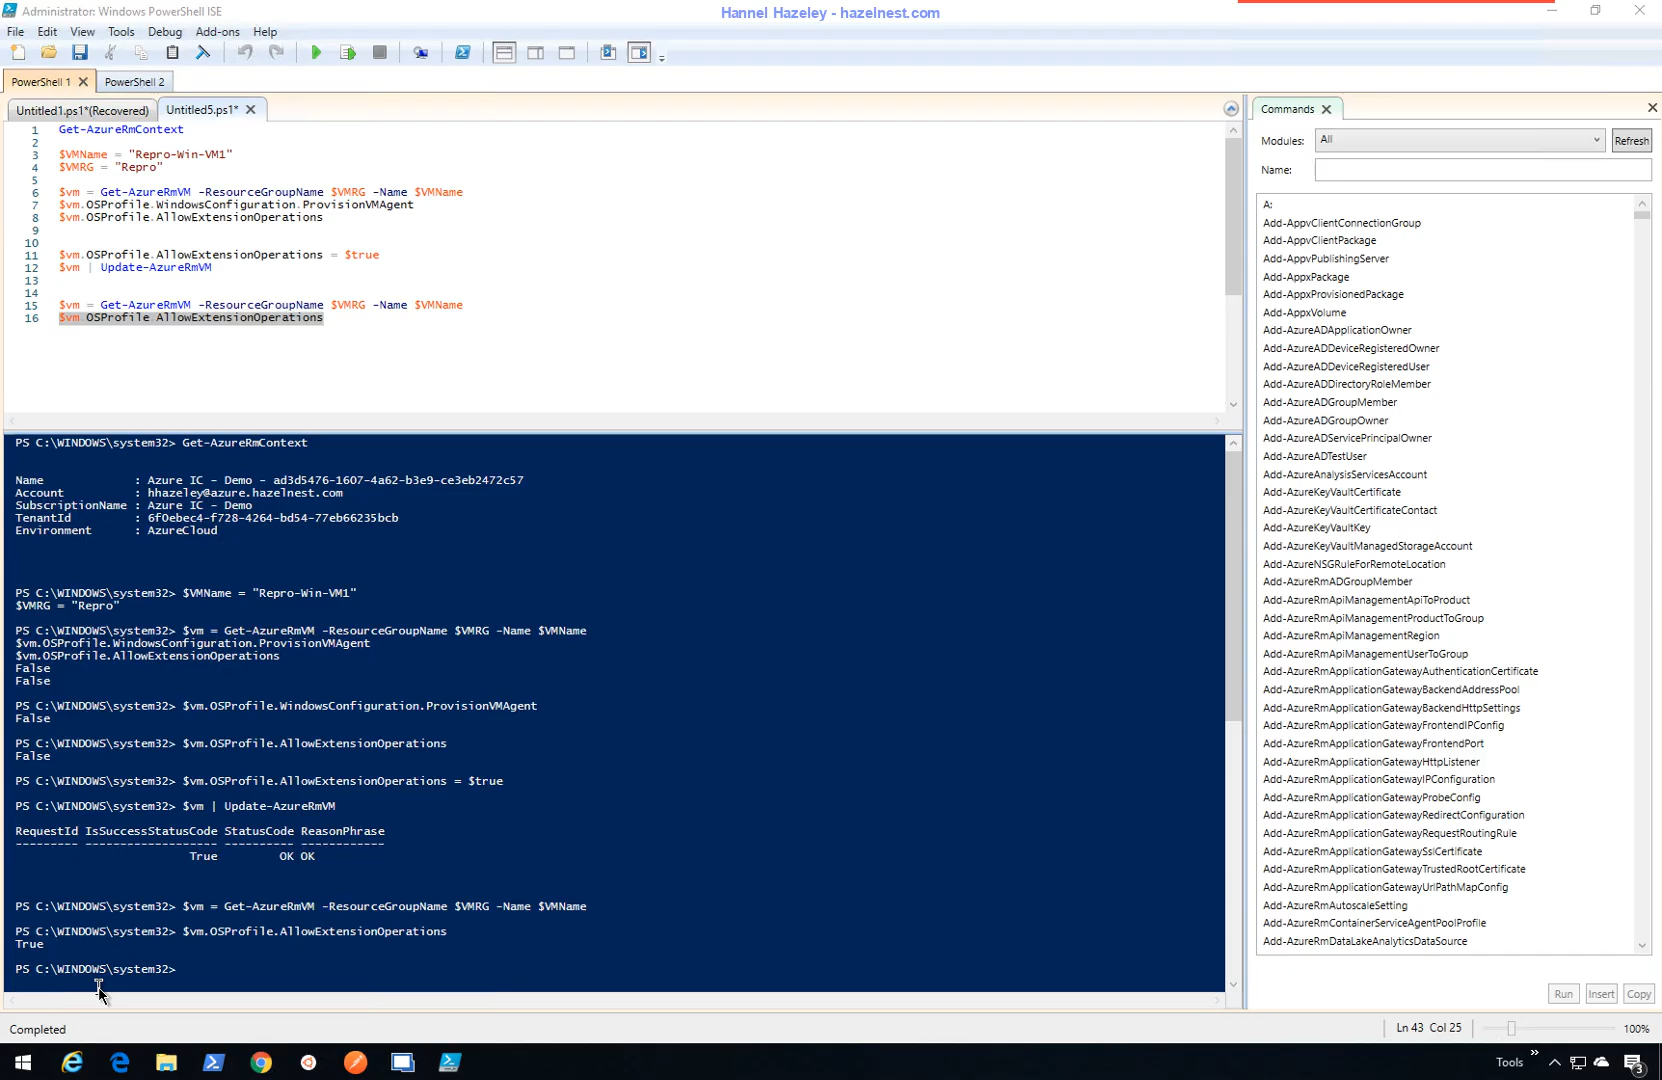 Administrator: Windows PowerShell ISE
Hannel Hazeley - hazelnest.com
File Edit View Tools Debug Add-ons Help
PowerShell 1 PowerShell 2
Untitled1.ps1*(Recovered) Untitled5.ps1*
1 Get-AzureRmContext
2
3 $VMName = "Repro-Win-VM1"
4 $VMRG = "Repro"
5
6 $vm = Get-AzureRmVM -ResourceGroupName $VMRG -Name $VMName
7 $vm.OSProfile.WindowsConfiguration.ProvisionVMAgent
8 $vm.OSProfile.AllowExtensionOperations
9
10
11 $vm.OSProfile.AllowExtensionOperations = $true
12 $vm | Update-AzureRmVM
13
14
15 $vm = Get-AzureRmVM -ResourceGroupName $VMRG -Name $VMName
16 $vm.OSProfile.AllowExtensionOperations
PS C:\WINDOWS\system32> Get-AzureRmContext
Name : Azure IC - Demo - ad3d5476-1607-4a62-b3e9-ce3eb2472c57
Account : hhazeley@azure.hazelnest.com
SubscriptionName : Azure IC - Demo
TenantId : 6f0ebec4-f728-4264-bd54-77eb66235bcb
Environment : AzureCloud
PS C:\WINDOWS\system32> $VMName = "Repro-Win-VM1"
$VMRG = "Repro"
PS C:\WINDOWS\system32> $vm = Get-AzureRmVM -ResourceGroupName $VMRG -Name $VMName
$vm.OSProfile.WindowsConfiguration.ProvisionVMAgent
$vm.OSProfile.AllowExtensionOperations
False
False
PS C:\WINDOWS\system32> $vm.OSProfile.WindowsConfiguration.ProvisionVMAgent
False
PS C:\WINDOWS\system32> $vm.OSProfile.AllowExtensionOperations
False
PS C:\WINDOWS\system32> $vm.OSProfile.AllowExtensionOperations = $true
PS C:\WINDOWS\system32> $vm | Update-AzureRmVM
RequestId IsSuccessStatusCode StatusCode ReasonPhrase
--------- ------------------- ---------- ------------
True OK OK
PS C:\WINDOWS\system32> $vm = Get-AzureRmVM -ResourceGroupName $VMRG -Name $VMName
PS C:\WINDOWS\system32> $vm.OSProfile.AllowExtensionOperations
True
PS C:\WINDOWS\system32>
Commands
Modules: All Refresh
Name:
A:
Add-AppvClientConnectionGroup
Add-AppvClientPackage
Add-AppvPublishingServer
Add-AppxPackage
Add-AppxProvisionedPackage
Add-AppxVolume
Add-AzureADApplicationOwner
Add-AzureADDeviceRegisteredOwner
Add-AzureADDeviceRegisteredUser
Add-AzureADDirectoryRoleMember
Add-AzureADGroupMember
Add-AzureADGroupOwner
Add-AzureADServicePrincipalOwner
Add-AzureADTestUser
Add-AzureAnalysisServicesAccount
Add-AzureKeyVaultCertificate
Add-AzureKeyVaultCertificateContact
Add-AzureKeyVaultKey
Add-AzureKeyVaultManagedStorageAccount
Add-AzureNSGRuleForRemoteLocation
Add-AzureRmADGroupMember
Add-AzureRmApiManagementApiToProduct
Add-AzureRmApiManagementProductToGroup
Add-AzureRmApiManagementRegion
Add-AzureRmApiManagementUserToGroup
Add-AzureRmApplicationGatewayAuthenticationCertificate
Add-AzureRmApplicationGatewayBackendAddressPool
Add-AzureRmApplicationGatewayBackendHttpSettings
Add-AzureRmApplicationGatewayFrontendIPConfig
Add-AzureRmApplicationGatewayFrontendPort
Add-AzureRmApplicationGatewayHttpListener
Add-AzureRmApplicationGatewayIPConfiguration
Add-AzureRmApplicationGatewayProbeConfig
Add-AzureRmApplicationGatewayRedirectConfiguration
Add-AzureRmApplicationGatewayRequestRoutingRule
Add-AzureRmApplicationGatewaySslCertificate
Add-AzureRmApplicationGatewayTrustedRootCertificate
Add-AzureRmApplicationGatewayUrlPathMapConfig
Add-AzureRmAutoscaleSetting
Add-AzureRmContainerServiceAgentPoolProfile
Add-AzureRmDataLakeAnalyticsDataSource
Run Insert Copy
Completed Ln 43 Col 25 100%
Tools 3